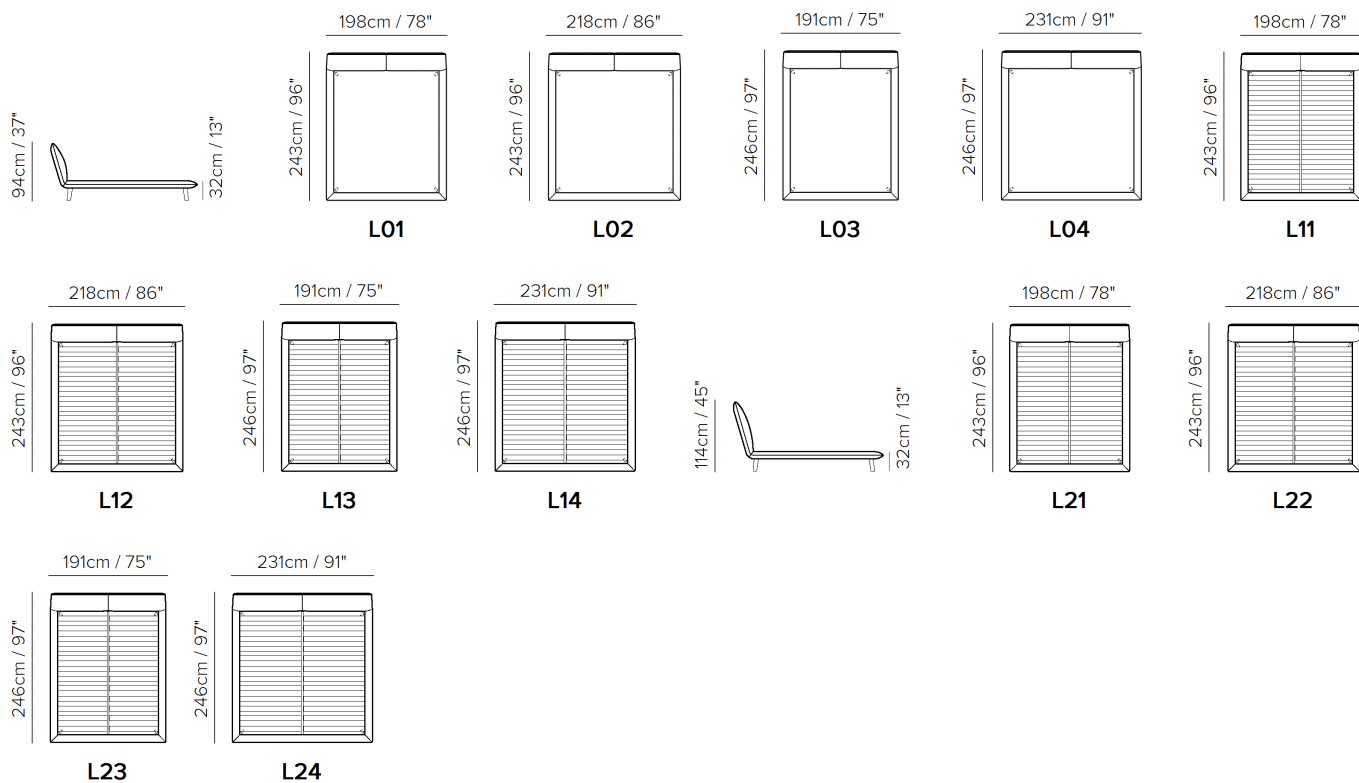 198cm / 78"
218cm / 86"
191cm / 75"
231cm / 91"
198cm / 78"
94cm / 37"
32cm / 13"
243cm / 96"
243cm / 96"
246cm / 97"
246cm / 97"
243cm / 96"
L01
L02
L03
L04
L11
218cm / 86"
191cm / 75"
231cm / 91"
198cm / 78"
218cm / 86"
243cm / 96"
246cm / 97"
246cm / 97"
114cm / 45"
32cm / 13"
243cm / 96"
243cm / 96"
L12
L13
L14
L21
L22
191cm / 75"
231cm / 91"
246cm / 97"
246cm / 97"
L23
L24